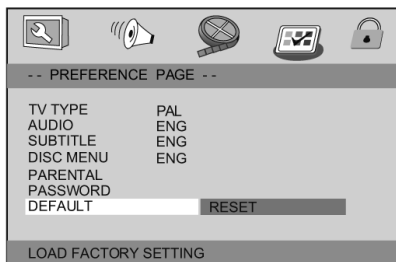 -- PREFERENCE PAGE --
TV TYPE PAL
AUDIO ENG
SUBTITLE ENG
DISC MENU ENG
PARENTAL
PASSWORD
DEFAULT RESET
LOAD FACTORY SETTING